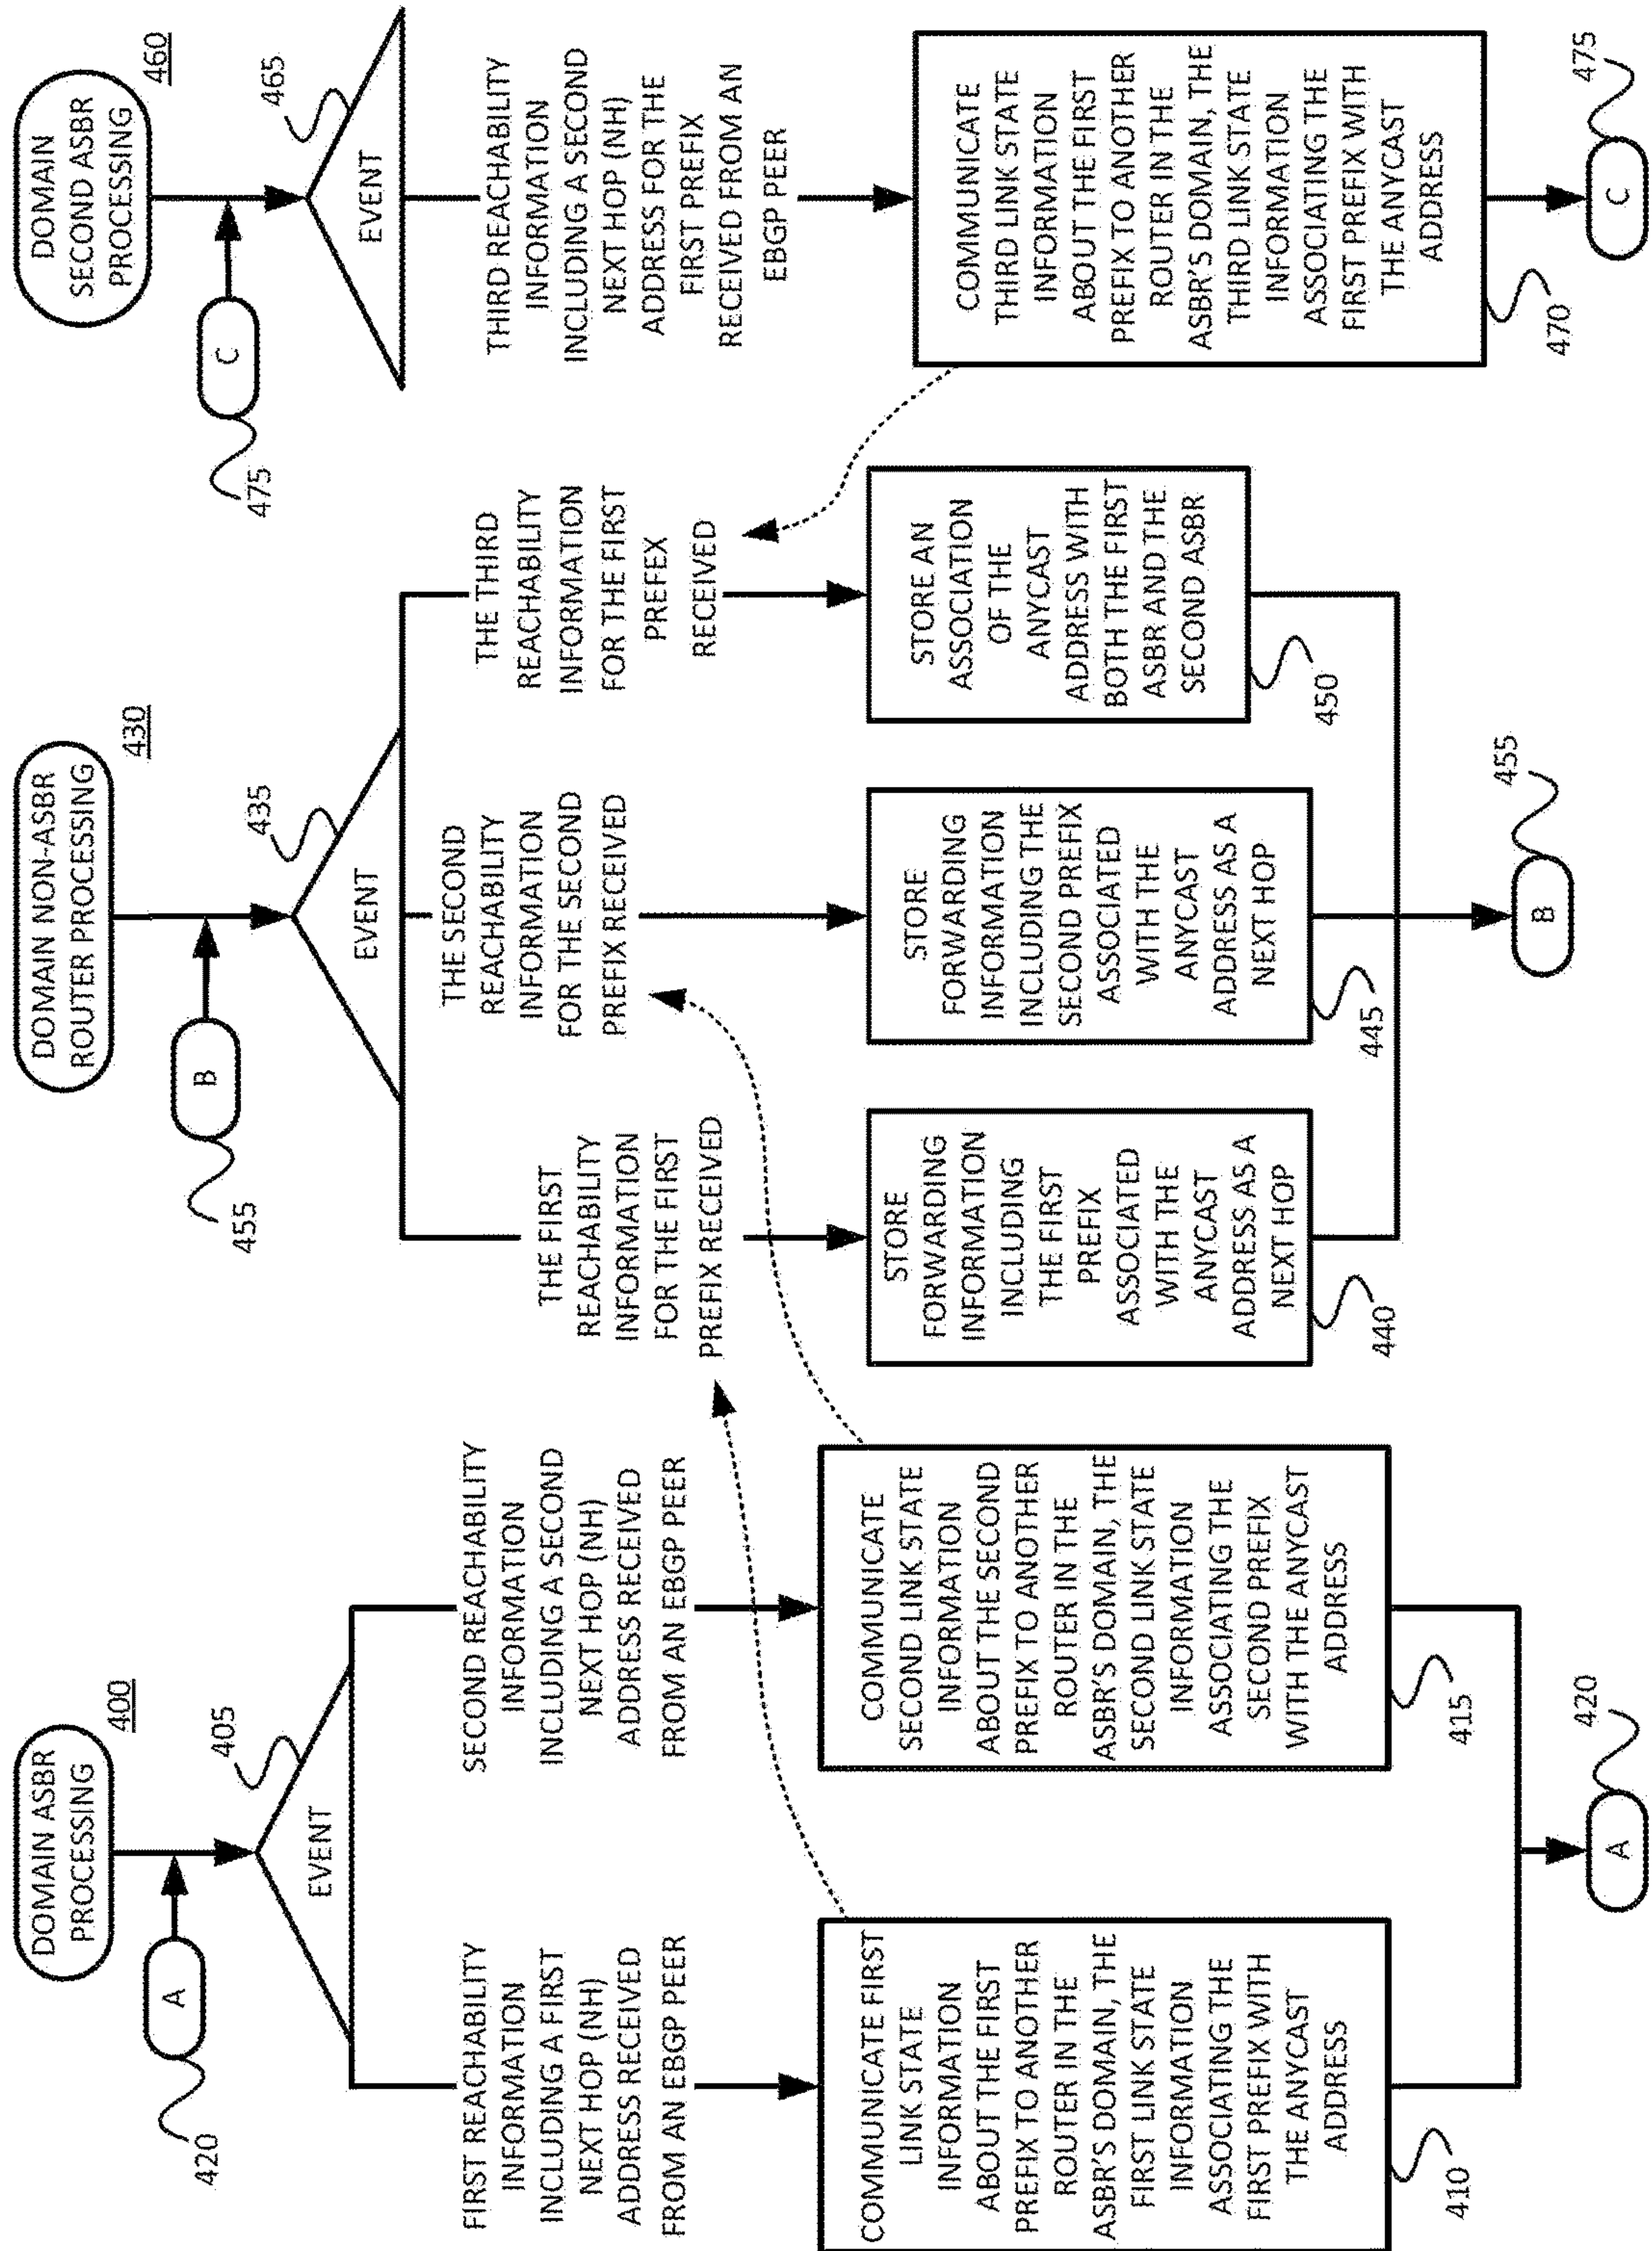 DOMAIN ASBR
PROCESSING
400
A
420
405
EVENT
FIRST REACHABILITY
INFORMATION
INCLUDING A FIRST
NEXT HOP (NH)
ADDRESS RECEIVED
FROM AN EBGP PEER
SECOND REACHABILITY
INFORMATION
INCLUDING A SECOND
NEXT HOP (NH)
ADDRESS RECEIVED
FROM AN EBGP PEER
COMMUNICATE FIRST
LINK STATE
INFORMATION
ABOUT THE FIRST
PREFIX TO ANOTHER
ROUTER IN THE
ASBR'S DOMAIN, THE
FIRST LINK STATE
INFORMATION
ASSOCIATING THE
FIRST PREFIX WITH
THE ANYCAST
ADDRESS
410
COMMUNICATE
SECOND LINK STATE
INFORMATION
ABOUT THE SECOND
PREFIX TO ANOTHER
ROUTER IN THE
ASBR'S DOMAIN, THE
SECOND LINK STATE
INFORMATION
ASSOCIATING THE
SECOND PREFIX
WITH THE ANYCAST
ADDRESS
415
A
420
DOMAIN NON-ASBR
ROUTER PROCESSING
430
B
455
435
EVENT
THE FIRST
REACHABILITY
INFORMATION
FOR THE FIRST
PREFIX RECEIVED
THE SECOND
REACHABILITY
INFORMATION
FOR THE SECOND
PREFIX RECEIVED
THE THIRD
REACHABILITY
INFORMATION
FOR THE FIRST
PREFEX
RECEIVED
STORE
FORWARDING
INFORMATION
INCLUDING
THE FIRST
PREFIX
ASSOCIATED
WITH THE
ANYCAST
ADDRESS AS A
NEXT HOP
440
STORE
FORWARDING
INFORMATION
INCLUDING THE
SECOND PREFIX
ASSOCIATED
WITH THE
ANYCAST
ADDRESS AS A
NEXT HOP
445
STORE AN
ASSOCIATION
OF THE
ANYCAST
ADDRESS WITH
BOTH THE FIRST
ASBR AND THE
SECOND ASBR
450
B
455
DOMAIN
SECOND ASBR
PROCESSING
460
C
475
465
EVENT
THIRD REACHABILITY
INFORMATION
INCLUDING A SECOND
NEXT HOP (NH)
ADDRESS FOR THE
FIRST PREFIX
RECEIVED FROM AN
EBGP PEER
COMMUNICATE
THIRD LINK STATE
INFORMATION
ABOUT THE FIRST
PREFIX TO ANOTHER
ROUTER IN THE
ASBR'S DOMAIN, THE
THIRD LINK STATE
INFORMATION
ASSOCIATING THE
FIRST PREFIX WITH
THE ANYCAST
ADDRESS
470
C
475